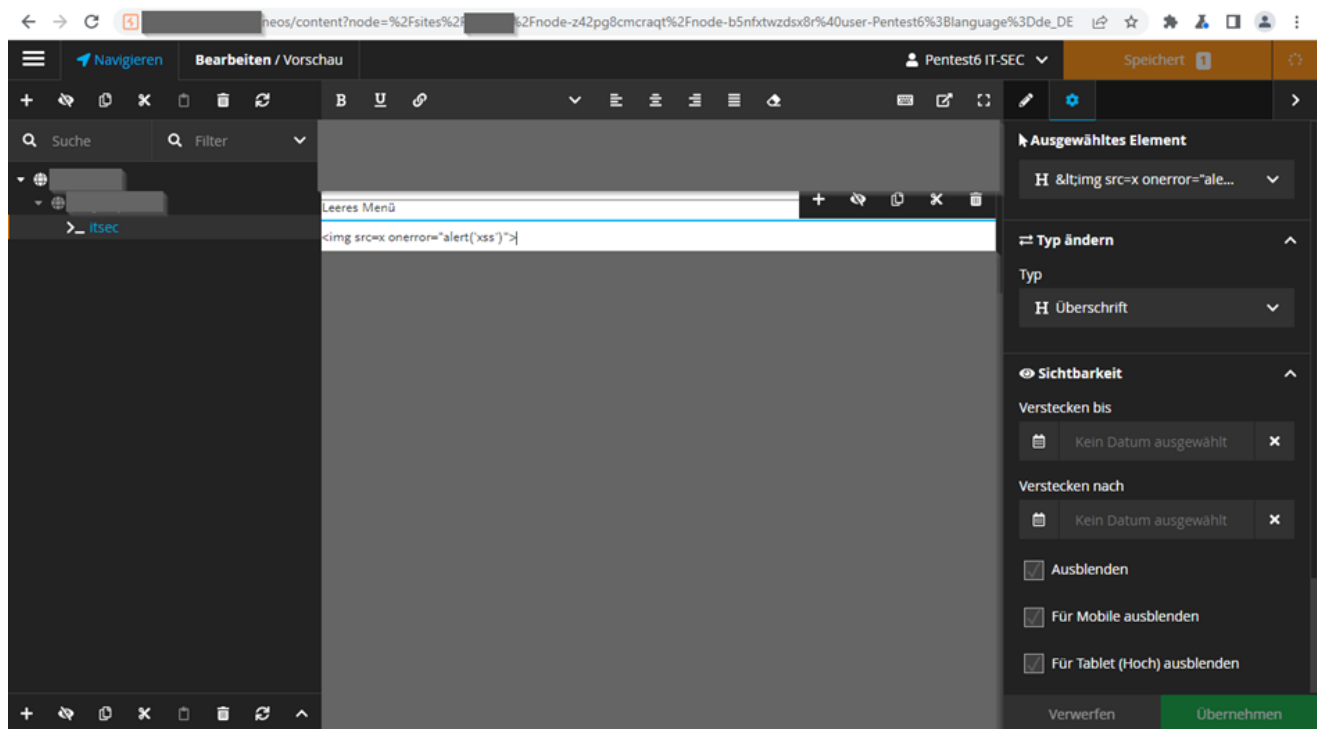 neos/content?node=%2Fsites%2F %2Fnode-z42pg8cmcraqt%2Fnode-b5nfxtwzdsx8r%40user-Pentest6%3Blanguage%3Dde_DE
Navigieren Bearbeiten / Vorschau Pentest6 IT-SEC Speichert 1
B U
Suche Filter
Ausgewähltes Element
H &lt;img src=x onerror="ale...
Leeres Menü
itsec
<img src=x onerror="alert('xss')">
Typ ändern
Typ
H Überschrift
Sichtbarkeit
Verstecken bis
Kein Datum ausgewählt
Verstecken nach
Kein Datum ausgewählt
Ausblenden
Für Mobile ausblenden
Für Tablet (Hoch) ausblenden
Verwerfen Übernehmen